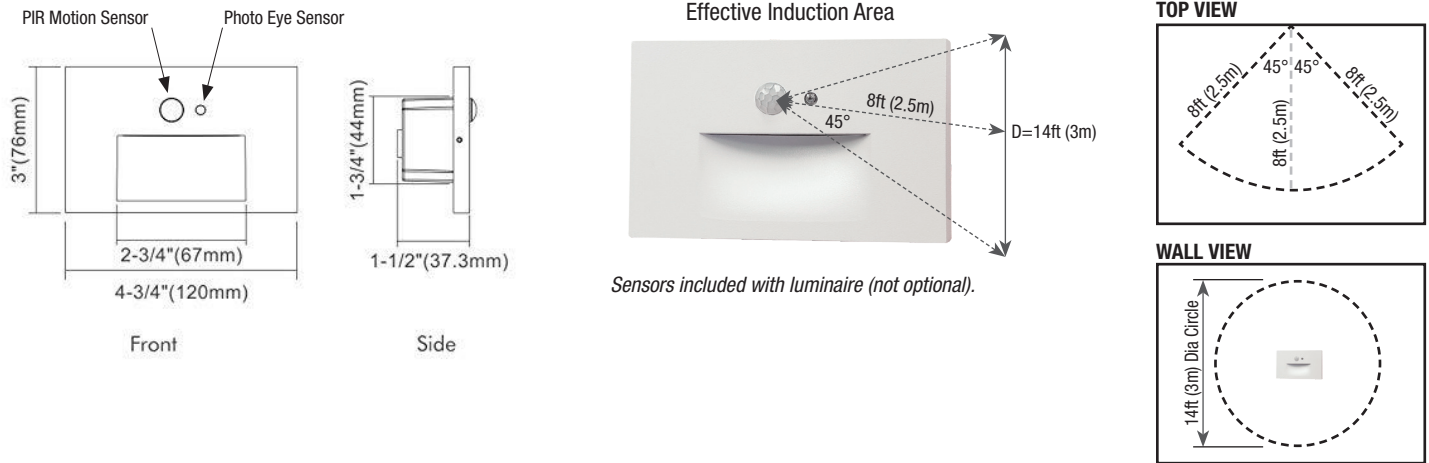 PIR Motion Sensor
Photo Eye Sensor
3"(76mm)
2-3/4"(67mm)
4-3/4"(120mm)
Front
1-3/4"(44mm)
1-1/2"(37.3mm)
Side
Effective Induction Area
8ft (2.5m)
45°
D=14ft (3m)
Sensors included with luminaire (not optional).
TOP VIEW
45° 45°
8ft (2.5m)
8ft (2.5m)
8ft (2.5m)
WALL VIEW
14ft (3m) Dia Circle